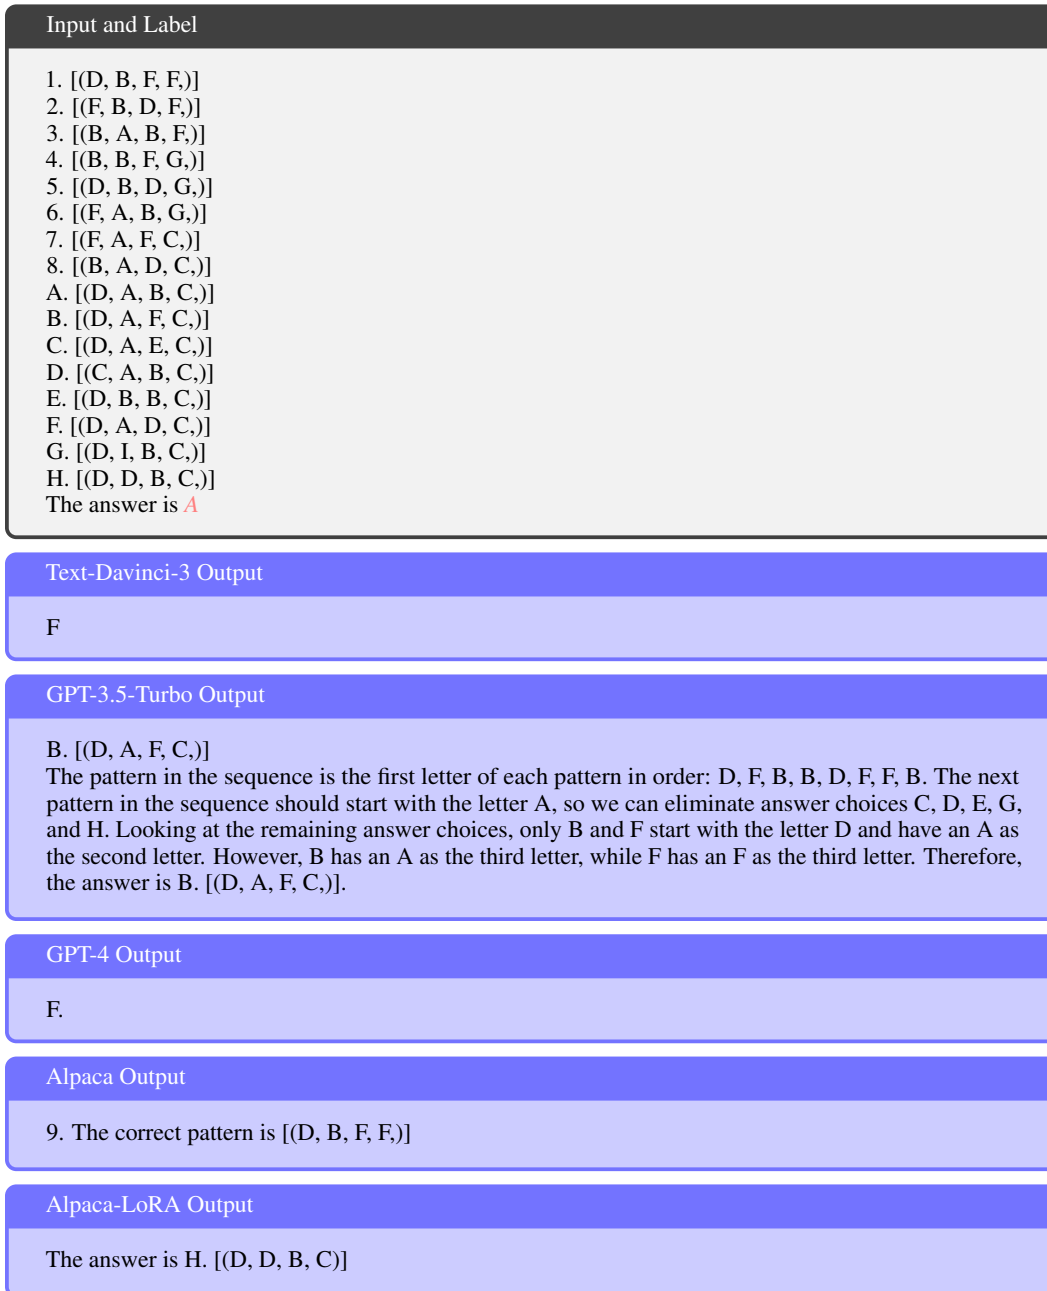 Input and Label
1. [(D, B, F, F,)]
2. [(F, B, D, F,)]
3. [(B, A, B, F,)]
4. [(B, B, F, G,)]
5. [(D, B, D, G,)]
6. [(F, A, B, G,)]
7. [(F, A, F, C,)]
8. [(B, A, D, C,)]
A. [(D, A, B, C,)]
B. [(D, A, F, C,)]
C. [(D, A, E, C,)]
D. [(C, A, B, C,)]
E. [(D, B, B, C,)]
F. [(D, A, D, C,)]
G. [(D, I, B, C,)]
H. [(D, D, B, C,)]
The answer is A
Text-Davinci-3 Output
F
GPT-3.5-Turbo Output
B. [(D, A, F, C,)]
The pattern in the sequence is the first letter of each pattern in order: D, F, B, B, D, F, F, B. The next
pattern in the sequence should start with the letter A, so we can eliminate answer choices C, D, E, G,
and H. Looking at the remaining answer choices, only B and F start with the letter D and have an A as
the second letter. However, B has an A as the third letter, while F has an F as the third letter. Therefore,
the answer is B. [(D, A, F, C,)].
GPT-4 Output
F.
Alpaca Output
9. The correct pattern is [(D, B, F, F,)]
Alpaca-LoRA Output
The answer is H. [(D, D, B, C)]